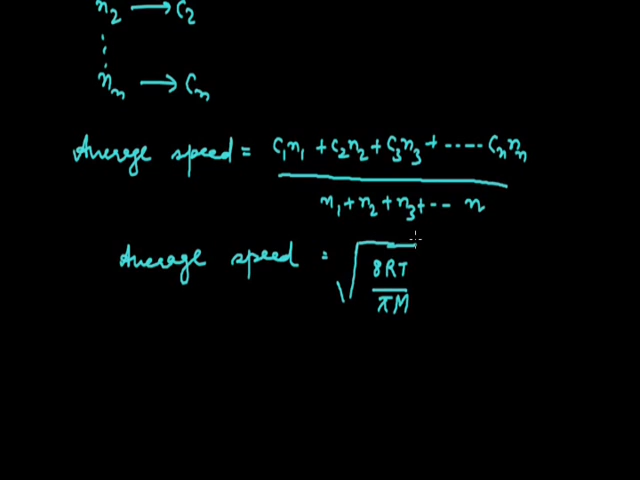 n₂ ⟶ C₂
⋮
nₙ ⟶ Cₙ
Average speed = C₁n₁ + C₂n₂ + C₃n₃ + ----- Cₙnₙ
n₁ + n₂ + n₃ + -- n
Average speed = √ 8RT
πM